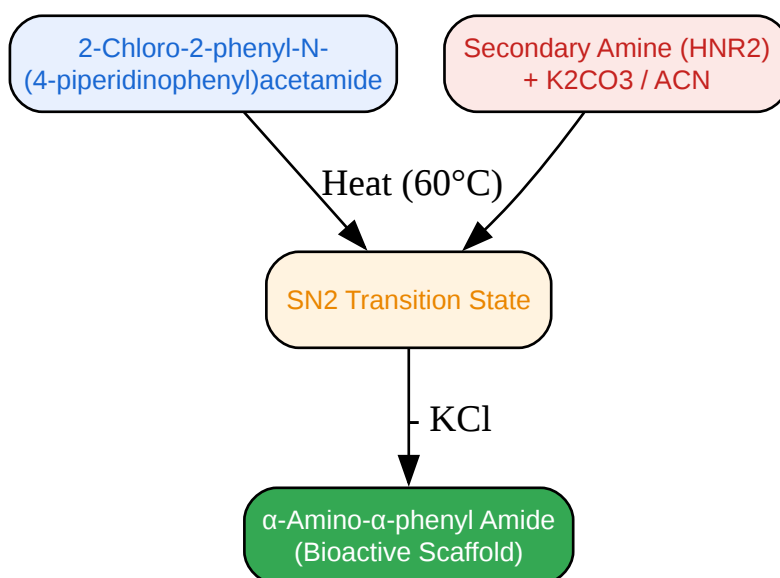 2-Chloro-2-phenyl-N-
(4-piperidinophenyl)acetamide
Secondary Amine (HNR2)
+ K2CO3 / ACN
Heat (60°C)
SN2 Transition State
- KCl
α-Amino-α-phenyl Amide
(Bioactive Scaffold)